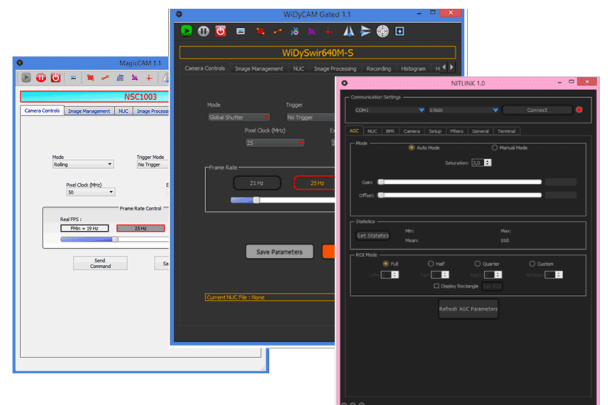 MagicCAM 1.1
NSC1003
Camera Controls Image Management NUC Image Process
Mode
Rolling
Trigger Mode
No Trigger
Pixel Clock (MHz)
50
Frame Rate Control
Real FPS :
FMin = 19 Hz
25 Hz
Send
Command
Sa
WiDyCAM Gated 1.1
WiDySwir640M-S
Camera Controls Image Management NUC Image Processing Recording Histogram H
Mode
Global Shutter
Trigger
No Trigger
Pixel Clock (MHz)
25
Frame Rate
21 Hz
25 Hz
Save Parameters
Current NUC File : None
NITLINK 1.0
Communication Settings
COM1
Connect
AGC NUC BPR Camera Setup Filters General Terminal
Mode
Auto Mode
Manual Mode
Saturation:
Gain:
Offset:
Statistics
Get Statistics
Min:
Max:
Mean:
Std:
ROI Mode
Full
Half
Quarter
Custom
Display Rectangle
Refresh AGC Parameters